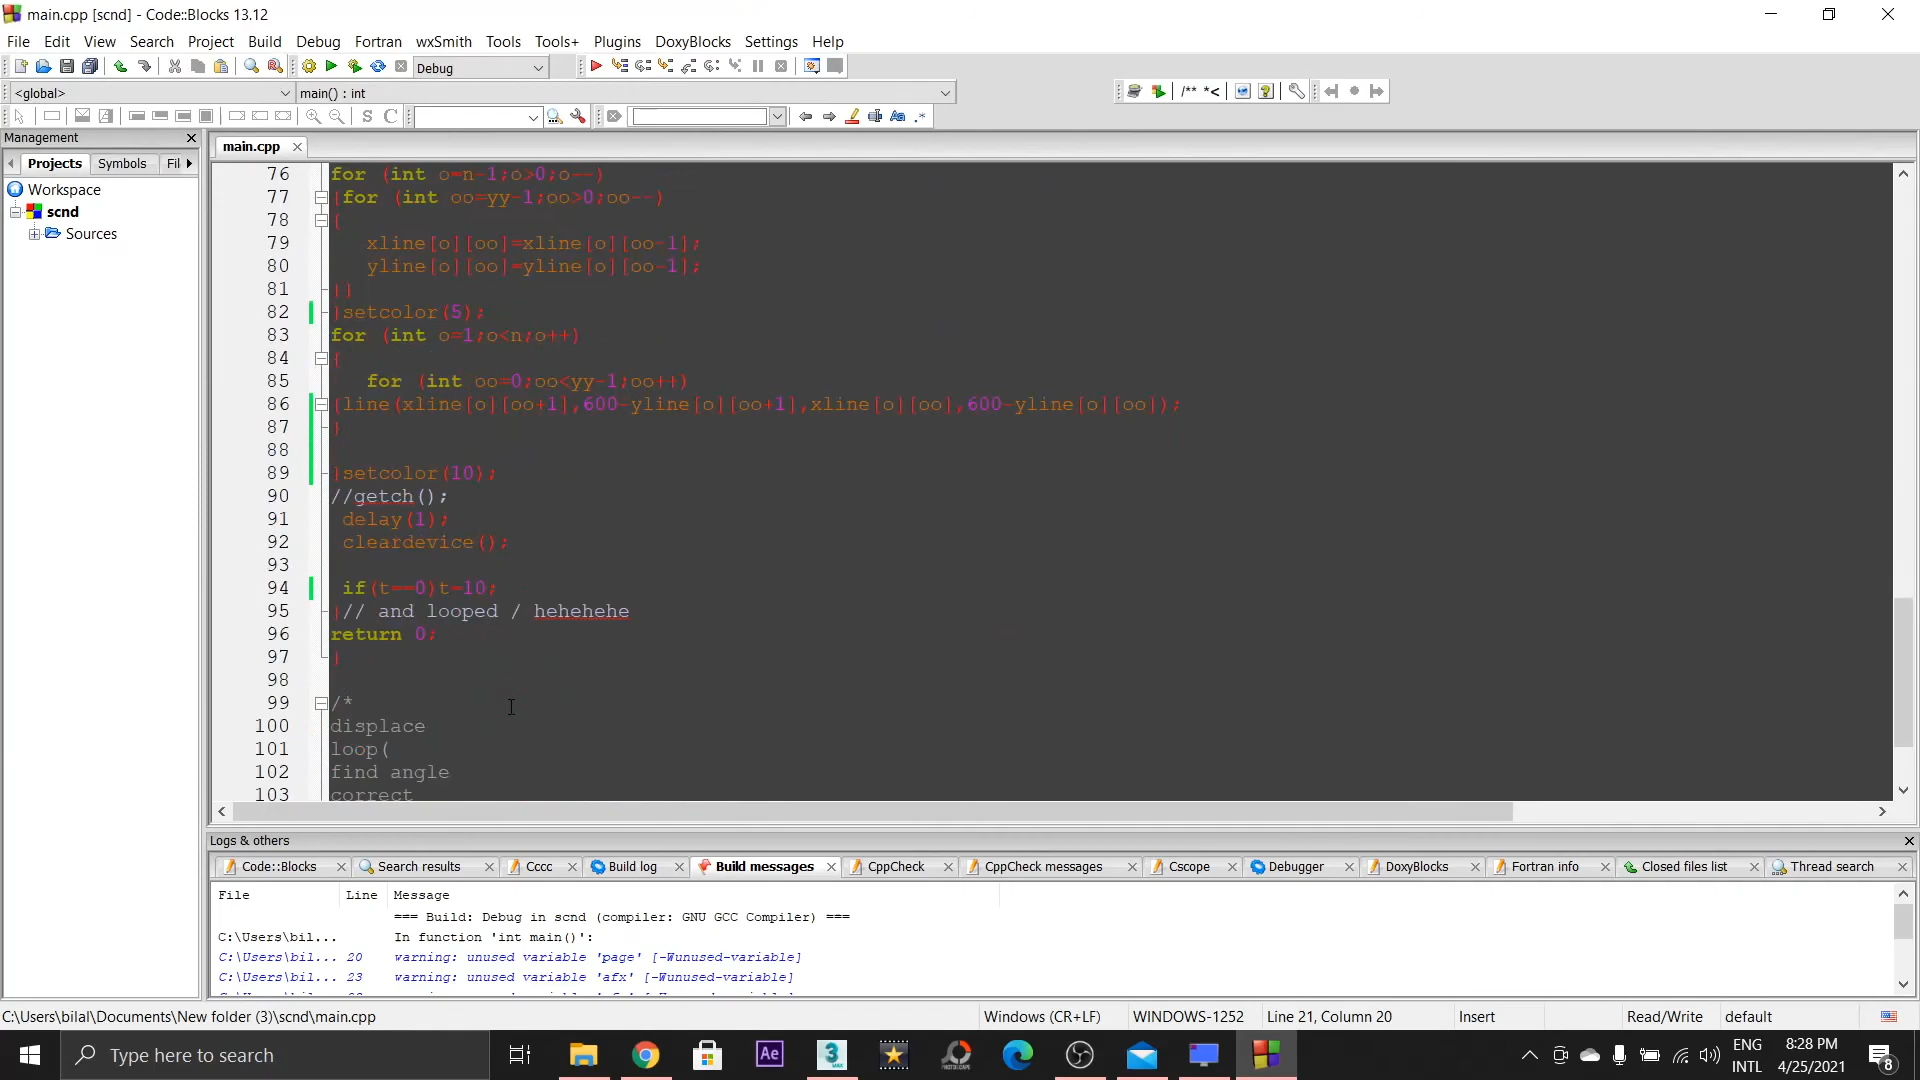 main.cpp [scnd] - Code::Blocks 13.12
File Edit View Search Project Build Debug Fortran wxSmith Tools Tools+ Plugins DoxyBlocks Settings Help
Debug
<global> main() : int /** *<
S C .*
Management
main.cpp
Projects Symbols Fil
Workspace
scnd
Sources
76 for (int o=n-1;o>0;o--)
77 {for (int oo=yy-1;oo>0;oo--)
78 {
79 xline[o][oo]=xline[o][oo-1];
80 yline[o][oo]=yline[o][oo-1];
81 }}
82 }setcolor(5);
83 for (int o=1;o<n;o++)
84 {
85 for (int oo=0;oo<yy-1;oo++)
86 {line(xline[o][oo+1],600-yline[o][oo+1],xline[o][oo],600-yline[o][oo]);
87 }
88
89 }setcolor(10);
90 //getch();
91 delay(1);
92 cleardevice();
93
94 if(t==0)t=10;
95 }// and looped / hehehehe
96 return 0;
97 }
98
99 /*
100 displace
101 loop(
102 find angle
103 correct
Logs & others
Code::Blocks Search results Cccc Build log Build messages CppCheck CppCheck messages Cscope Debugger DoxyBlocks Fortran info Closed files list Thread search
File Line Message
=== Build: Debug in scnd (compiler: GNU GCC Compiler) ===
C:\Users\bil... In function 'int main()':
C:\Users\bil... 20 warning: unused variable 'page' [-Wunused-variable]
C:\Users\bil... 23 warning: unused variable 'afx' [-Wunused-variable]
C:\Users\bilal\Documents\New folder (3)\scnd\main.cpp Windows (CR+LF) WINDOWS-1252 Line 21, Column 20 Insert Read/Write default
Type here to search
Ae
3
MAX
ENG
INTL
8:28 PM
4/25/2021
8